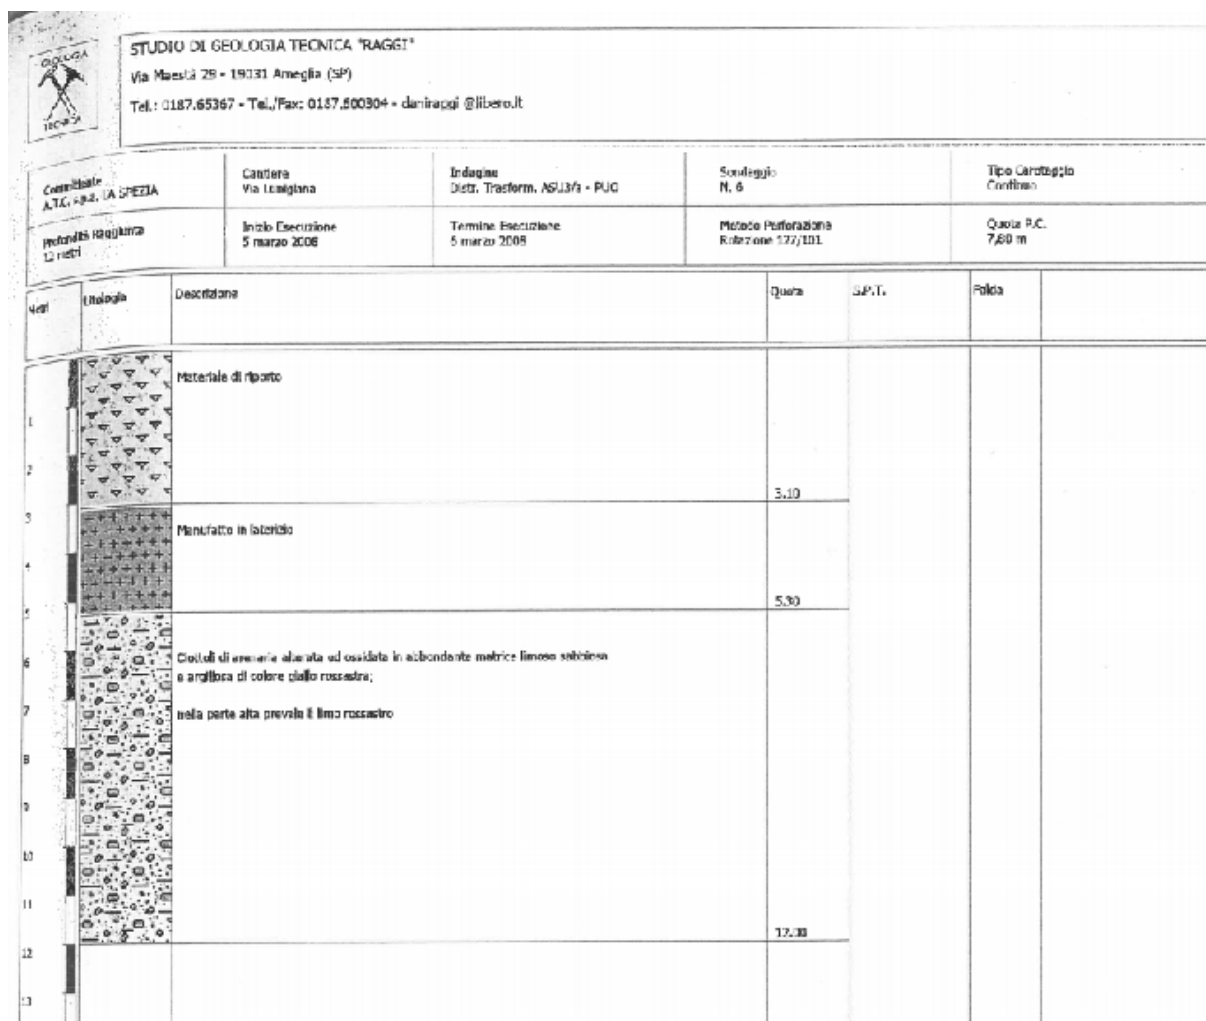 GEOLOGIA
TECNICA
STUDIO DI GEOLOGIA TECNICA "RAGGI"
Via Maestà 29 - 19031 Ameglia (SP)
Tel.: 0187.65367 - Tel./Fax: 0187.600304 - daniraggi @libero.it
Committente
A.T.C. s.p.a. LA SPEZIA
Cantiere
Via Lunigiana
Indagine
Distr. Trasform. ASU3/a - PUO
Sondaggio
N. 6
Tipo Carotaggio
Continuo
Profondità Raggiunta
12 metri
Inizio Esecuzione
5 marzo 2008
Termine Esecuzione
5 marzo 2008
Metodo Perforazione
Rotazione 127/101
Quota P.C.
7,60 m
Metri
Litologia
Descrizione
Quota
S.P.T.
Falda
Materiale di riporto
1
2
3.10
3
Manufatto in laterizio
4
5.30
5
Ciottoli di arenaria alterata ed ossidata in abbondante matrice limoso sabbiosa
e argillosa di colore giallo rossastra;
6
nella parte alta prevale il limo rossastro
7
8
9
10
11
12.00
12
13